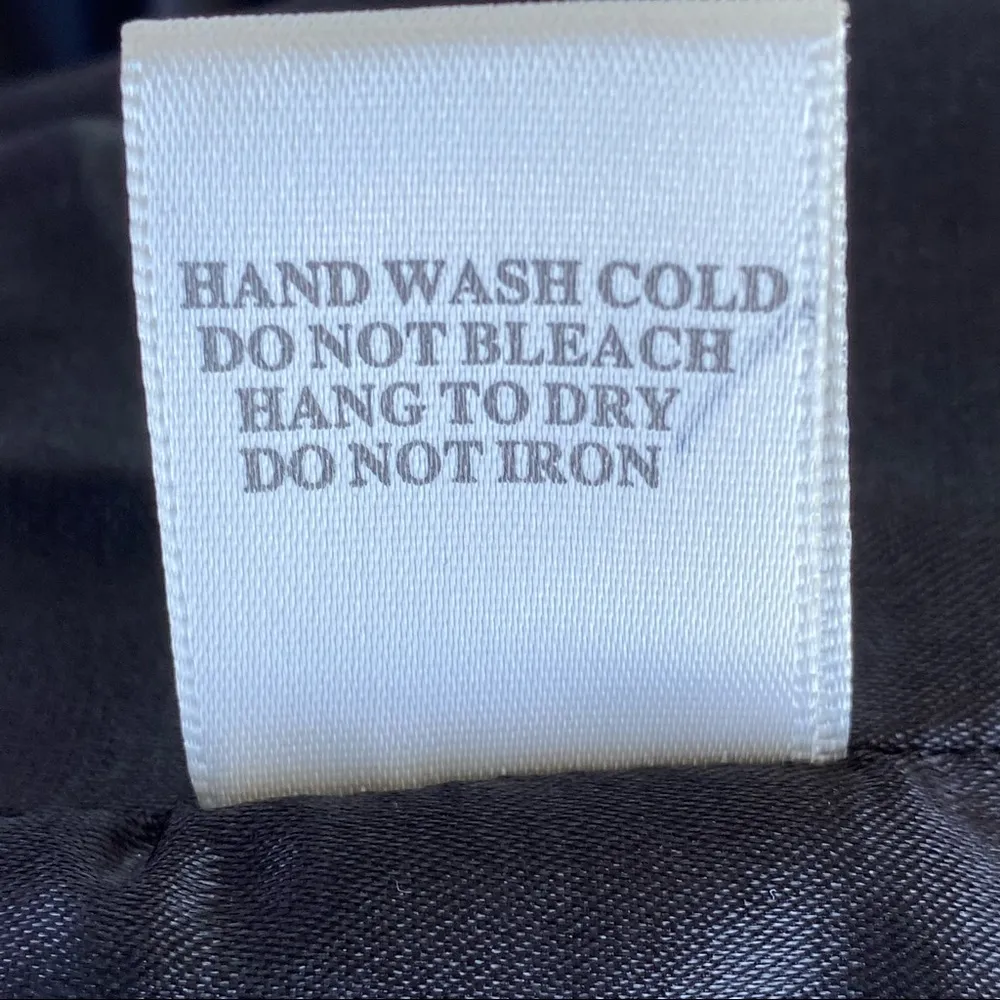 HAND WASH COLD
DO NOT BLEACH
HANG TO DRY
DO NOT IRON